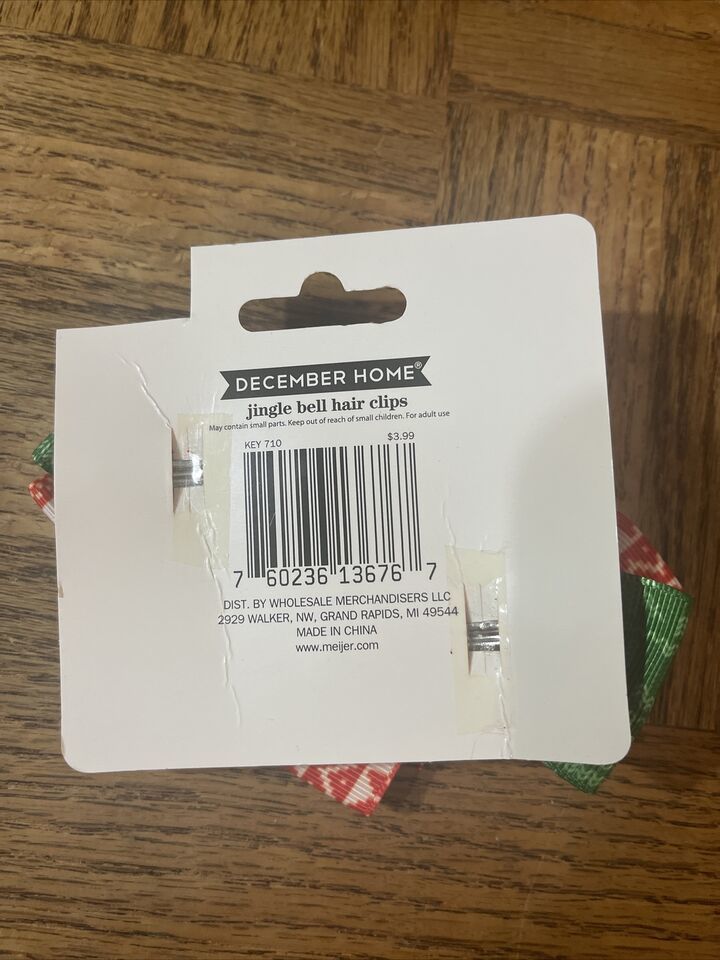 DECEMBER HOME®
jingle bell hair clips
May contain small parts. Keep out of reach of small children. For adult use
KEY 710 $3.99
7 60236 13676 7
DIST. BY WHOLESALE MERCHANDISERS LLC
2929 WALKER, NW, GRAND RAPIDS, MI 49544
MADE IN CHINA
www.meijer.com